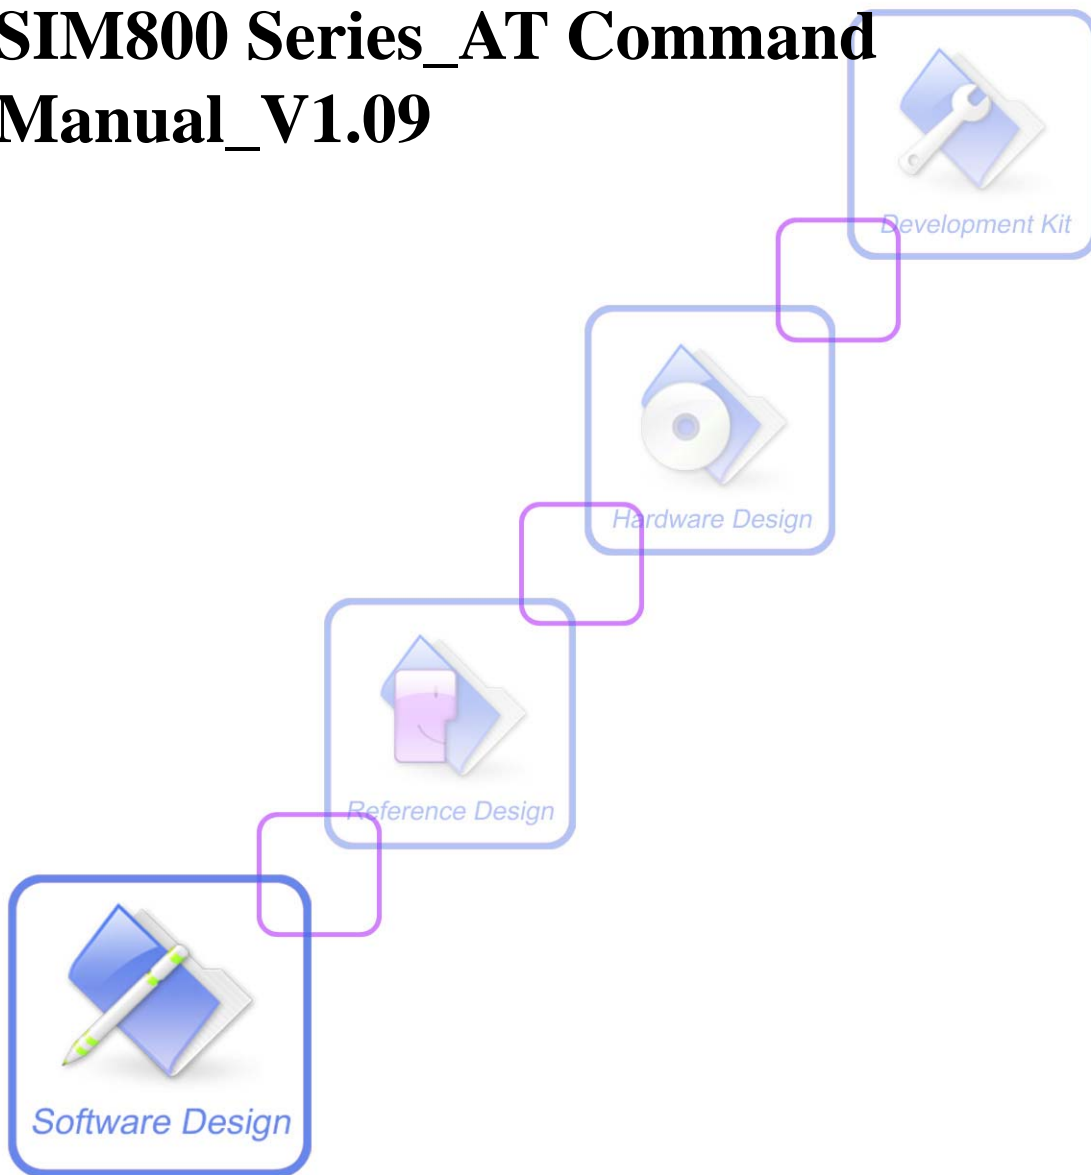 SIM800 Series_AT Command
Manual_V1.09
Development Kit
Hardware Design
Reference Design
Software Design